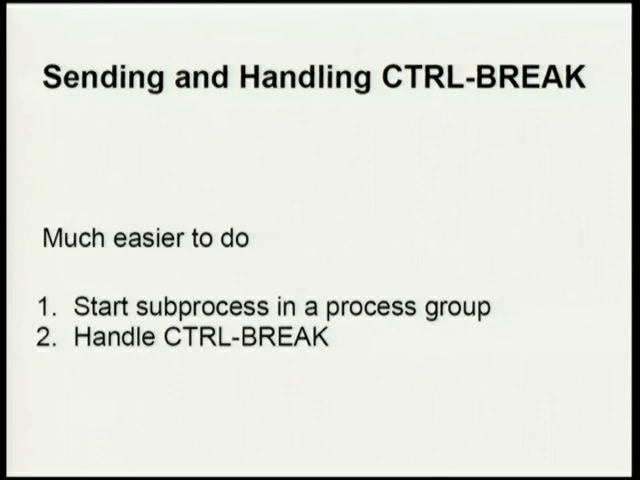 Sending and Handling CTRL-BREAK
Much easier to do
1. Start subprocess in a process group
2. Handle CTRL-BREAK